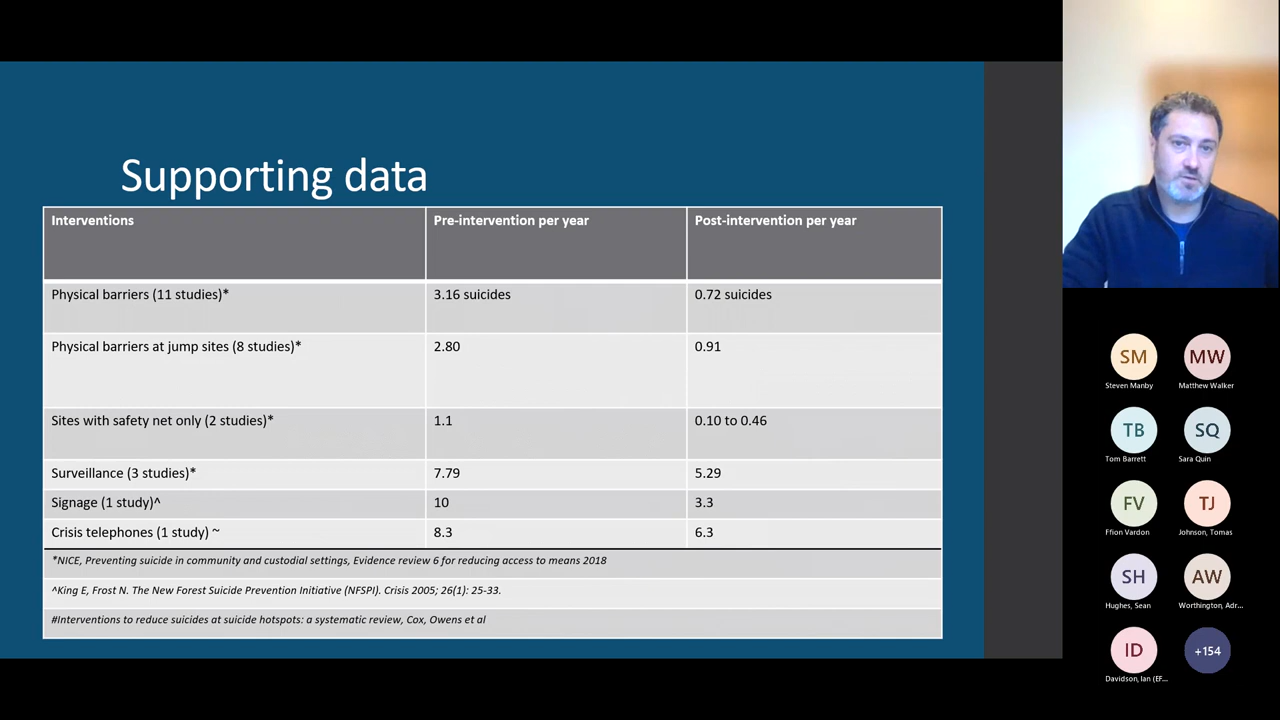 Supporting data
Interventions
Pre-intervention per year
Post-intervention per year
Physical barriers (11 studies)*
3.16 suicides
0.72 suicides
Physical barriers at jump sites (8 studies)*
2.80
0.91
Sites with safety net only (2 studies)*
1.1
0.10 to 0.46
Surveillance (3 studies)*
7.79
5.29
Signage (1 study)^
10
3.3
Crisis telephones (1 study) ~
8.3
6.3
*NICE, Preventing suicide in community and custodial settings, Evidence review 6 for reducing access to means 2018
^King E, Frost N. The New Forest Suicide Prevention Initiative (NFSPI). Crisis 2005; 26(1): 25-33.
#Interventions to reduce suicides at suicide hotspots: a systematic review, Cox, Owens et al
SM
MW
Steven Manby
Matthew Walker
TB
SQ
Tom Barrett
Sara Quin
FV
TJ
Ffion Vardon
Johnson, Tomas
SH
AW
Hughes, Sean
Worthington, Adr...
ID
+154
Davidson, Ian (EF...